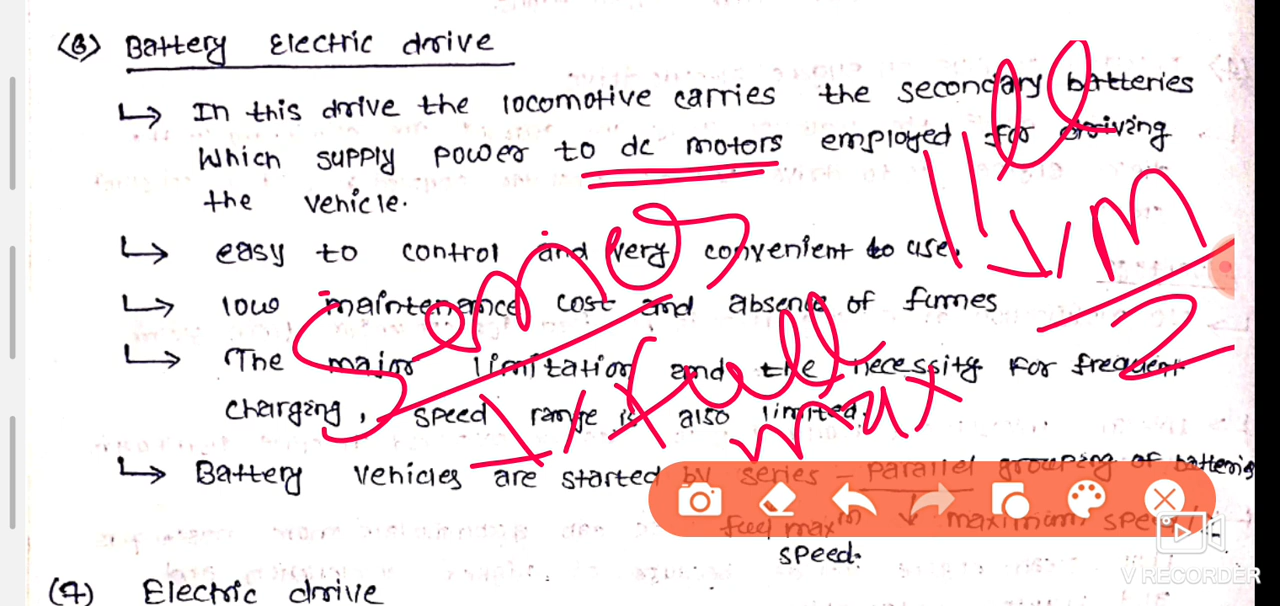 (3) Battery Electric drive
↳ In this drive the locomotive carries the secondary batteries
Which supply power to dc motors employed for driving
the vehicle.
↳ easy to control and very convenient to use.
↳ low maintenance cost and absence of fumes
↳ The major limitation and the necessity for frequent
charging, speed range is also limited.
↳ Battery vehicles are started by series - parallel grouping of batteries
maximum
speed.
(4) Electric drive
series
full
max
11el
V RECORDER